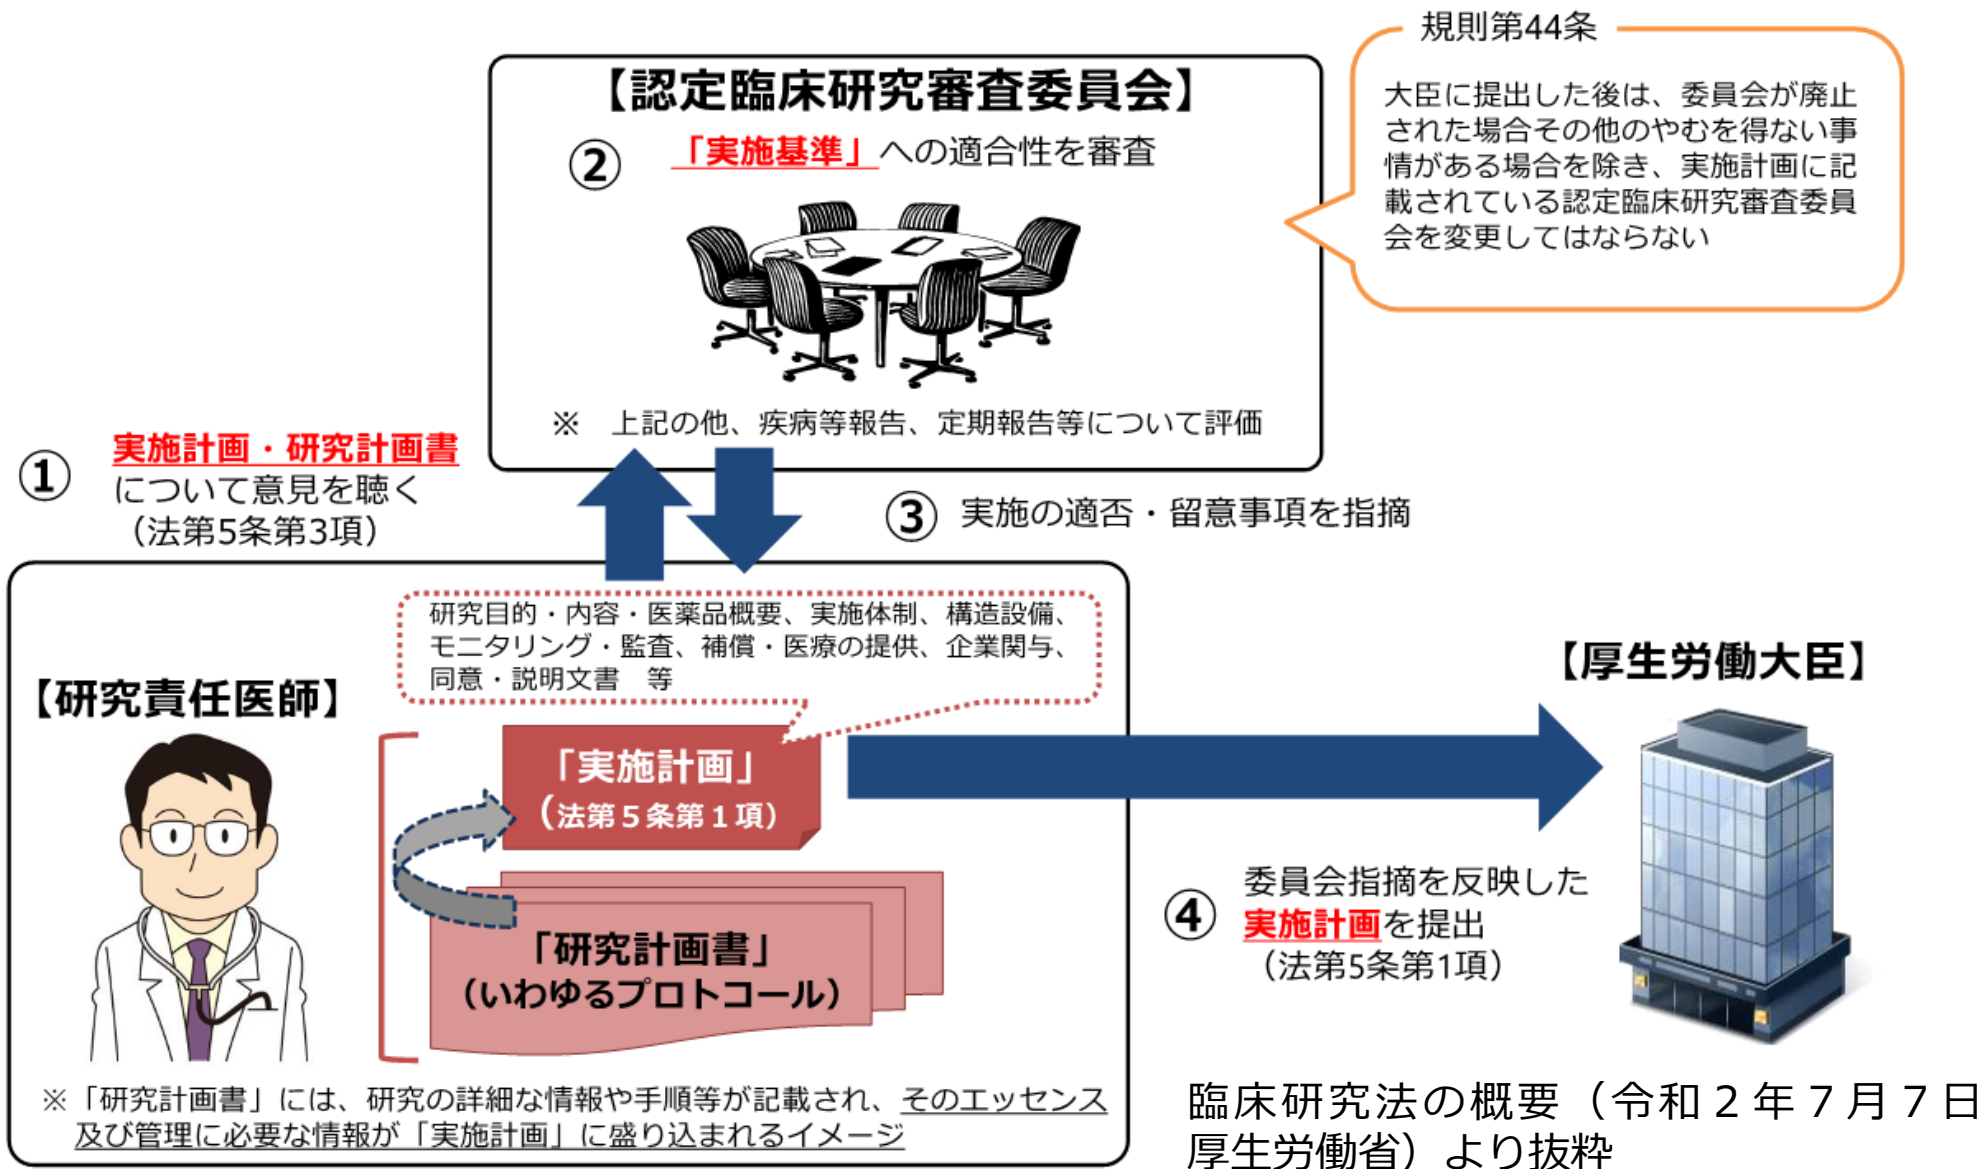 規則第44条
大臣に提出した後は、委員会が廃止
された場合その他のやむを得ない事
情がある場合を除き、実施計画に記
載されている認定臨床研究審査委員
会を変更してはならない
【認定臨床研究審査委員会】
② 「実施基準」への適合性を審査
※　上記の他、疾病等報告、定期報告等について評価
① 実施計画・研究計画書
について意見を聴く
（法第5条第3項）
③ 実施の適否・留意事項を指摘
研究目的・内容・医薬品概要、実施体制、構造設備、
モニタリング・監査、補償・医療の提供、企業関与、
同意・説明文書　等
【研究責任医師】
「実施計画」
（法第５条第１項）
「研究計画書」
（いわゆるプロトコール）
※「研究計画書」には、研究の詳細な情報や手順等が記載され、そのエッセンス
及び管理に必要な情報が「実施計画」に盛り込まれるイメージ
【厚生労働大臣】
④ 委員会指摘を反映した
実施計画を提出
（法第5条第1項）
臨床研究法の概要（令和２年７月７日
厚生労働省）より抜粋